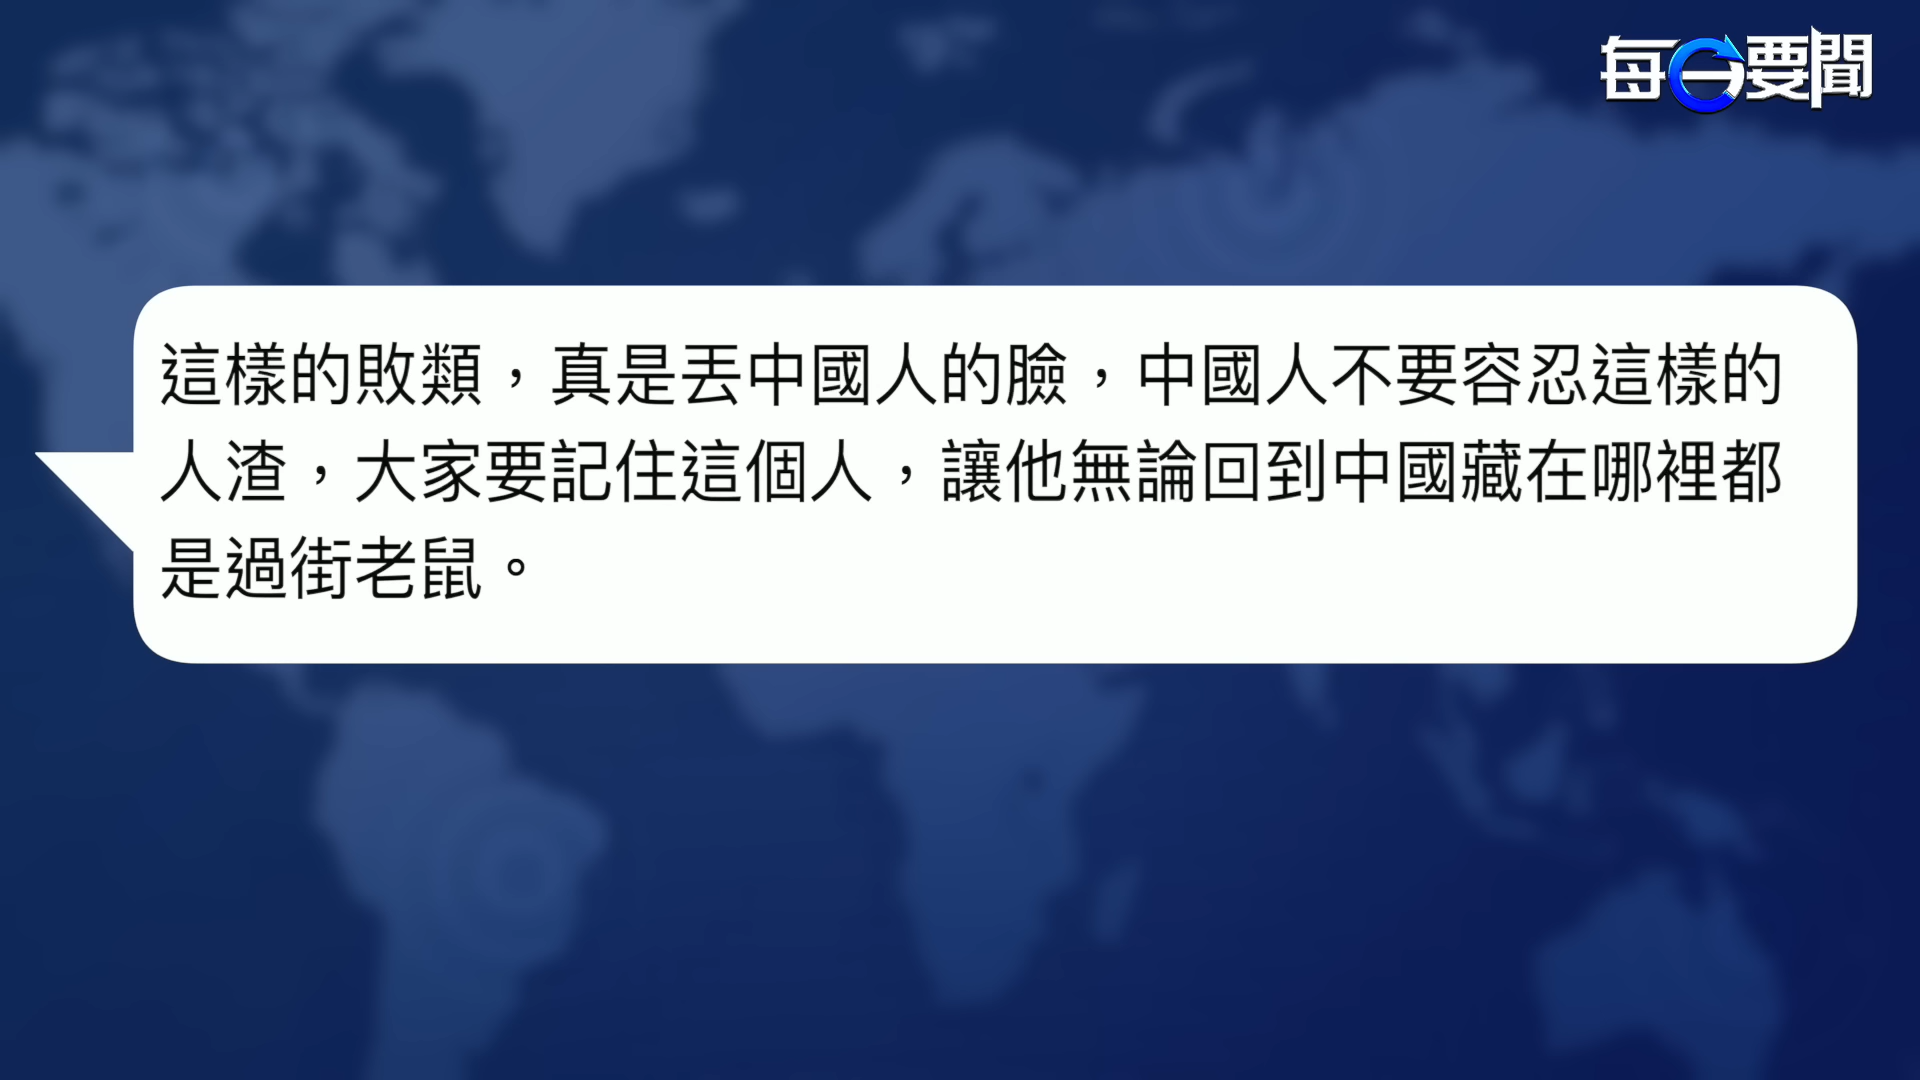 每日要聞
這樣的敗類，真是丟中國人的臉，中國人不要容忍這樣的
人渣，大家要記住這個人，讓他無論回到中國藏在哪裡都
是過街老鼠。